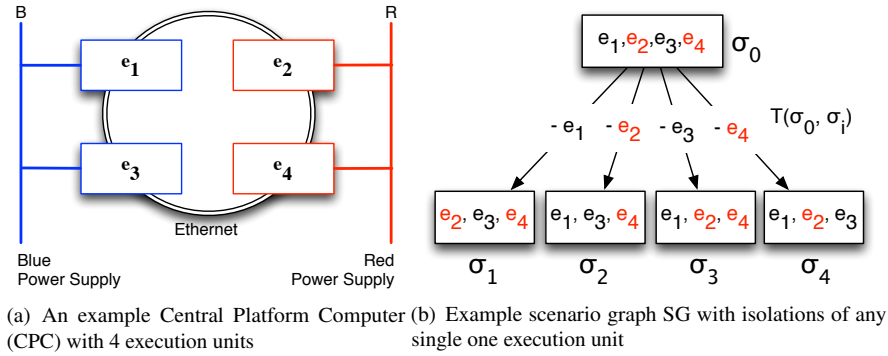 B
R
e1
e2
e3
e4
Ethernet
Blue
Power Supply
Red
Power Supply
(a) An example Central Platform Computer
(CPC) with 4 execution units
e1,e2,e3,e4
σ0
- e1
- e2
- e3
- e4
T(σ0, σi)
e2, e3, e4
e1, e3, e4
e1, e2, e4
e1, e2, e3
σ1
σ2
σ3
σ4
(b) Example scenario graph SG with isolations of any
single one execution unit